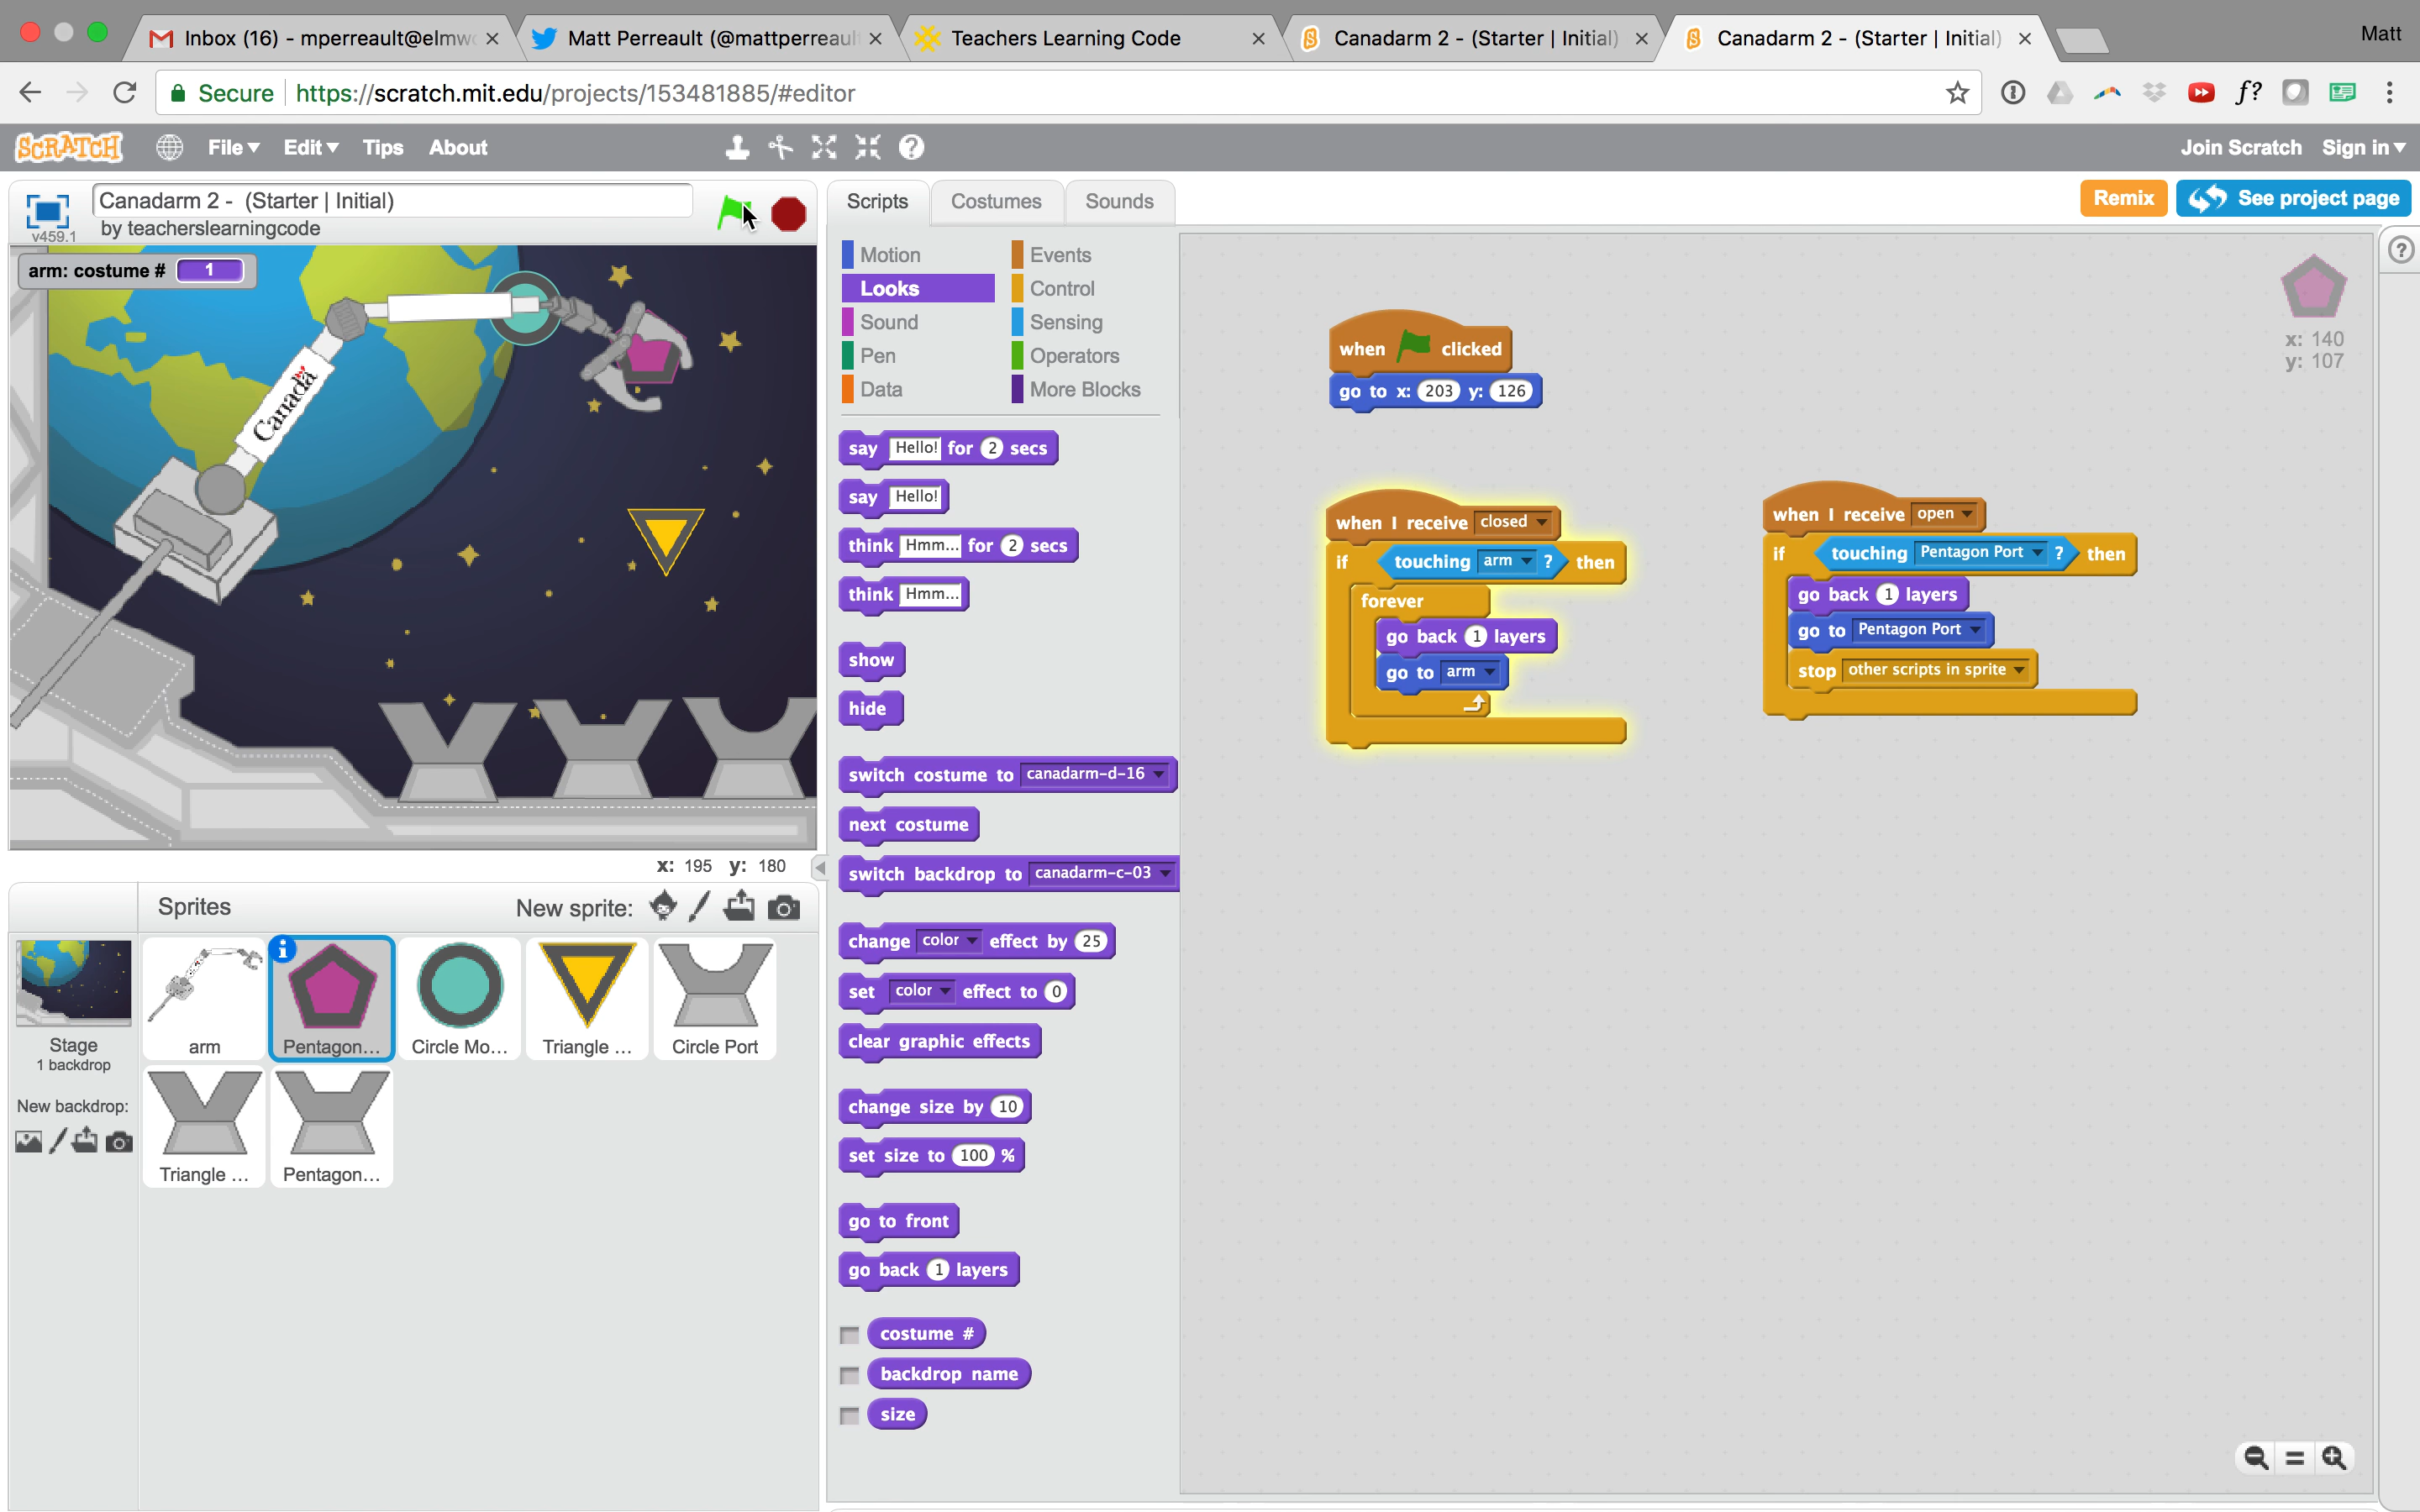 Inbox (16) - mperreault@elmwo
Matt Perreault (@mattperreault
Teachers Learning Code
Canadarm 2 - (Starter | Initial)
Canadarm 2 - (Starter | Initial)
Matt
Secure
https://scratch.mit.edu/projects/153481885/#editor
f?
SCRATCH
File
Edit
Tips
About
Join Scratch
Sign in
Canadarm 2 - (Starter | Initial)
by teacherslearningcode
v459.1
Scripts
Costumes
Sounds
Remix
See project page
arm: costume # 1
Canada
x: 195 y: 180
Motion
Looks
Sound
Pen
Data
Events
Control
Sensing
Operators
More Blocks
say Hello! for 2 secs
say Hello!
think Hmm... for 2 secs
think Hmm...
show
hide
switch costume to canadarm-d-16
next costume
switch backdrop to canadarm-c-03
change color effect by 25
set color effect to 0
clear graphic effects
change size by 10
set size to 100 %
go to front
go back 1 layers
costume #
backdrop name
size
when clicked
go to x: 203 y: 126
when I receive closed
if touching arm ? then
forever
go back 1 layers
go to arm
when I receive open
if touching Pentagon Port ? then
go back 1 layers
go to Pentagon Port
stop other scripts in sprite
x: 140
y: 107
Sprites
New sprite:
Stage
1 backdrop
New backdrop:
arm
Pentagon...
Circle Mo...
Triangle ...
Circle Port
Triangle ...
Pentagon...